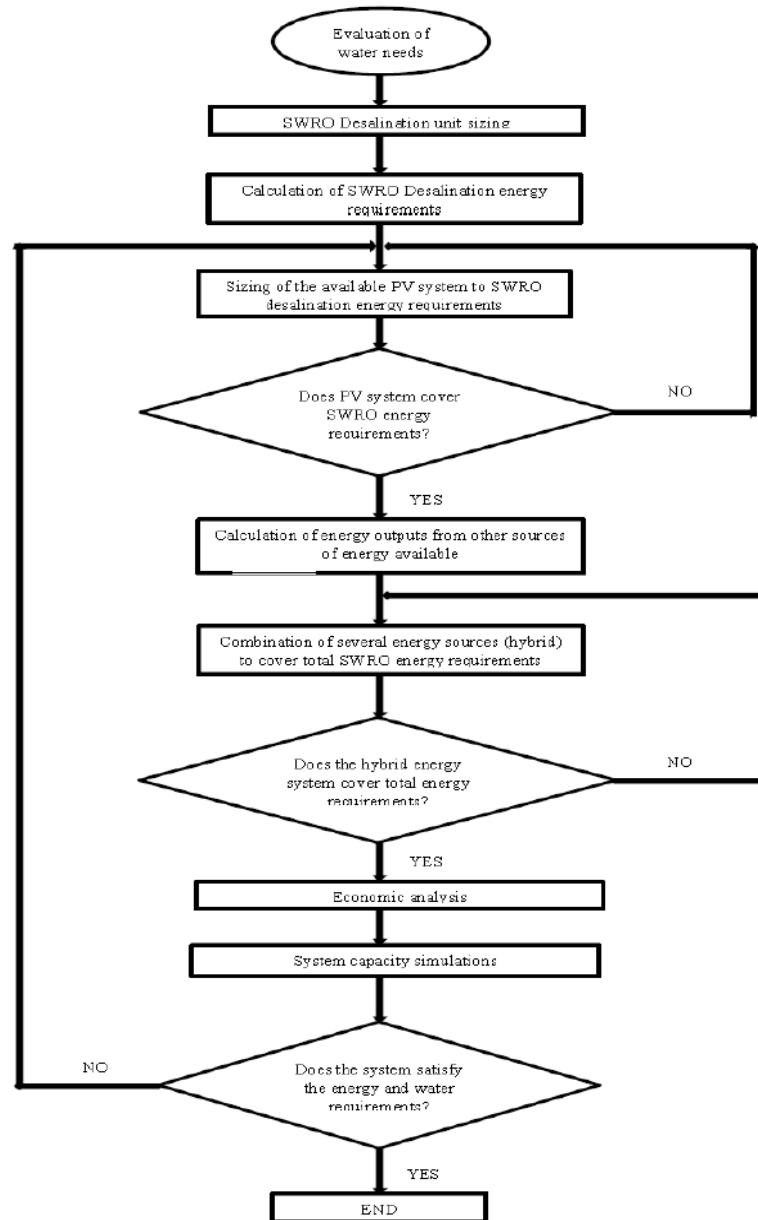 Evaluation of
water needs
SWRO Desalination unit sizing
Calculation of SWRO Desalination energy
requirements
Sizing of the available PV system to SWRO
desalination energy requirements
Does PV system cover
SWRO energy
requirements?
NO
YES
Calculation of energy outputs from other sources
of energy available
Combination of several energy sources (hybrid)
to cover total SWRO energy requirements
Does the hybrid energy
system cover total energy
requirements?
NO
YES
Economic analysis
System capacity simulations
Does the system satisfy
the energy and water
requirements?
NO
YES
END